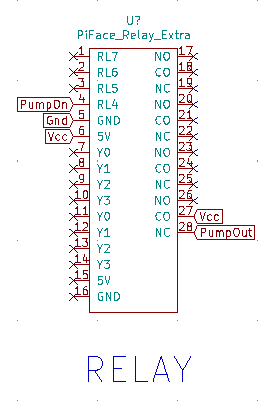 U?
PiFace_Relay_Extra
1 RL7 NO 17
2 RL6 CO 18
3 RL5 NC 19
PumpOn 4 RL4 NO 20
Gnd 5 GND CO 21
Vcc 6 5V NC 22
7 Y0 NO 23
8 Y1 CO 24
9 Y2 NC 25
10 Y3 NO 26
11 Y0 CO 27 Vcc
12 Y1 NC 28 PumpOut
13 Y2
14 Y3
15 5V
16 GND
RELAY